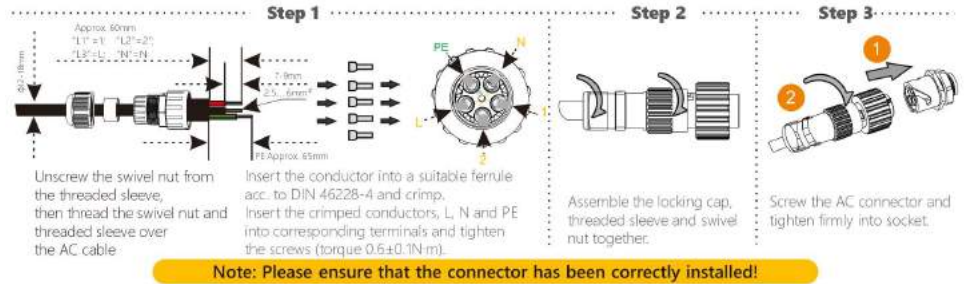 Step 1
Approx. 60mm
"L1"=1; "L2"=2;
"L3"=L; "N"=N
7-9mm
2.5...6mm²
PE Approx. 65mm
PE
N
L
1
2
Unscrew the swivel nut from
the threaded sleeve,
then thread the swivel nut and
threaded sleeve over
the AC cable
Insert the conductor into a suitable ferrule
acc. to DIN 46228-4 and crimp.
Insert the crimped conductors, L, N and PE
into corresponding terminals and tighten
the screws (torque 0.6±0.1N·m).
Step 2
Assemble the locking cap,
threaded sleeve and swivel
nut together.
Step 3
1
2
Screw the AC connector and
tighten firmly into socket.
Note: Please ensure that the connector has been correctly installed!